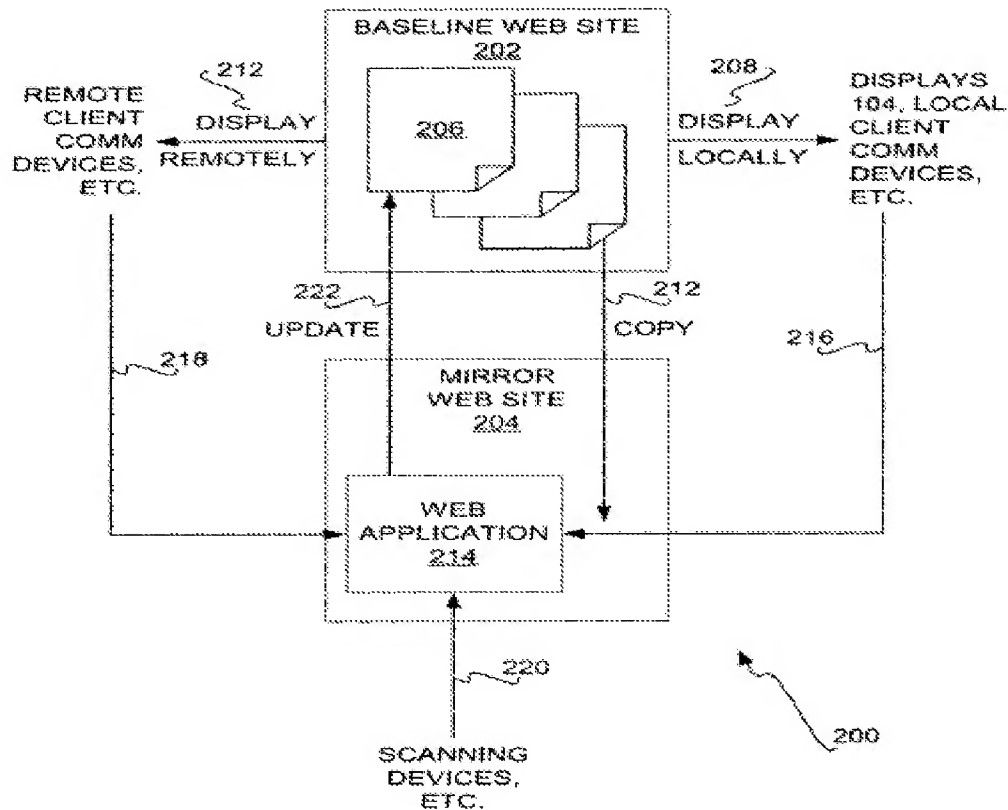 BASELINE WEB SITE
202
212
208
REMOTE
CLIENT
COMM
DEVICES,
ETC.
DISPLAY
REMOTELY
206
DISPLAY
LOCALLY
DISPLAYS
104, LOCAL
CLIENT
COMM
DEVICES,
ETC.
222
UPDATE
212
COPY
216
218
MIRROR
WEB SITE
204
WEB
APPLICATION
214
220
SCANNING
DEVICES,
ETC.
200